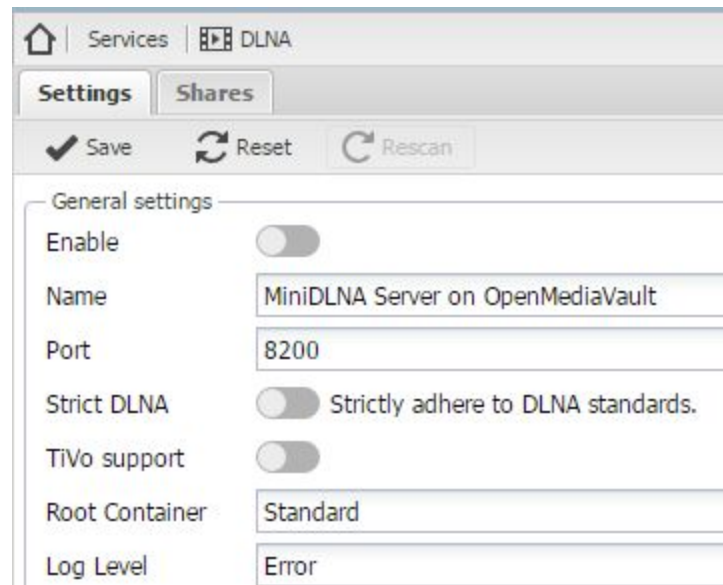 Services DLNA
Settings Shares
Save Reset Rescan
General settings
Enable
Name MiniDLNA Server on OpenMediaVault
Port 8200
Strict DLNA Strictly adhere to DLNA standards.
TiVo support
Root Container Standard
Log Level Error